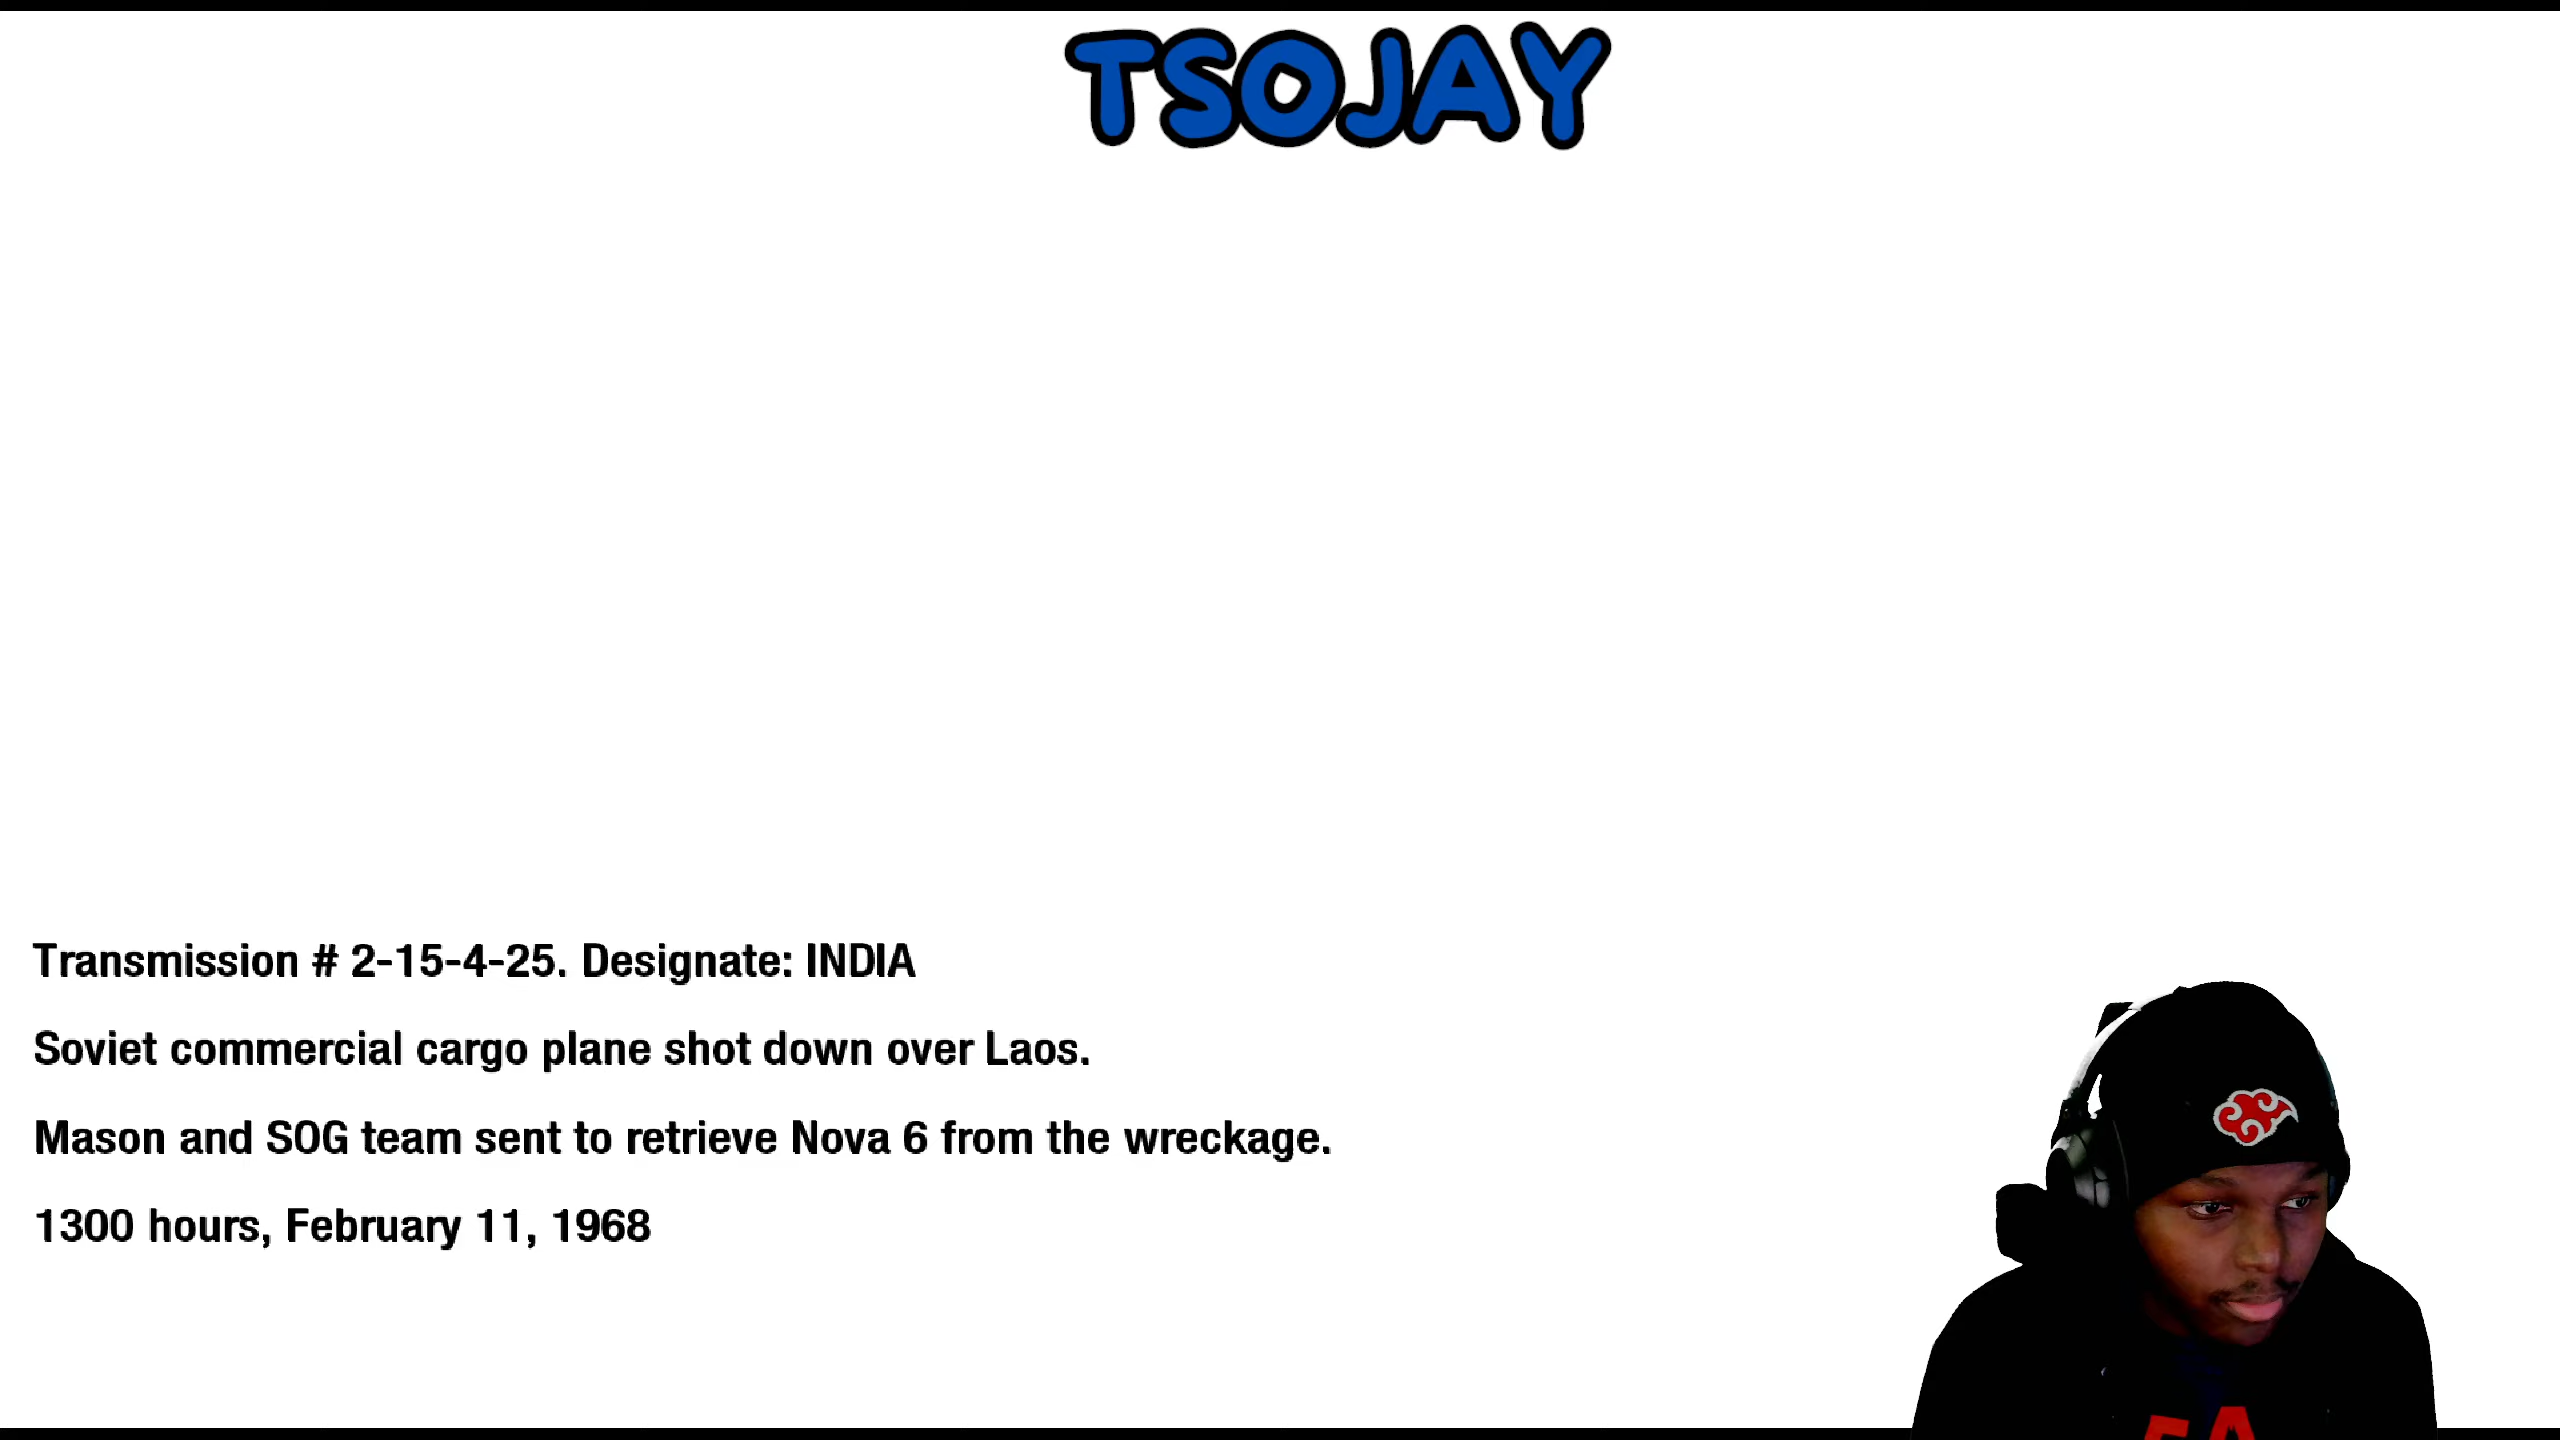 TSOJAY
Transmission # 2-15-4-25. Designate: INDIA
Soviet commercial cargo plane shot down over Laos.
Mason and SOG team sent to retrieve Nova 6 from the wreckage.
1300 hours, February 11, 1968